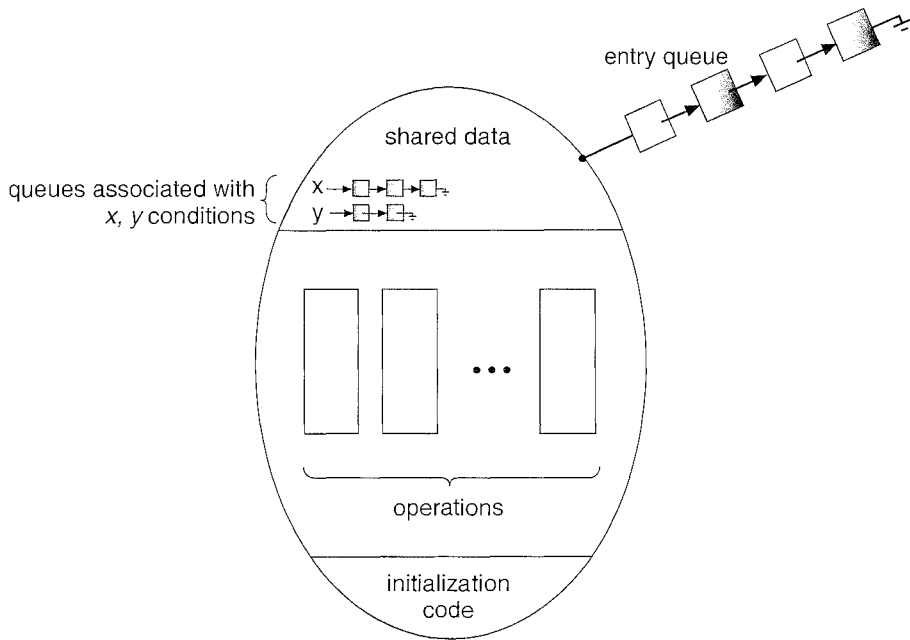 entry queue
shared data
queues associated with
x, y conditions
x
y
operations
initialization
code